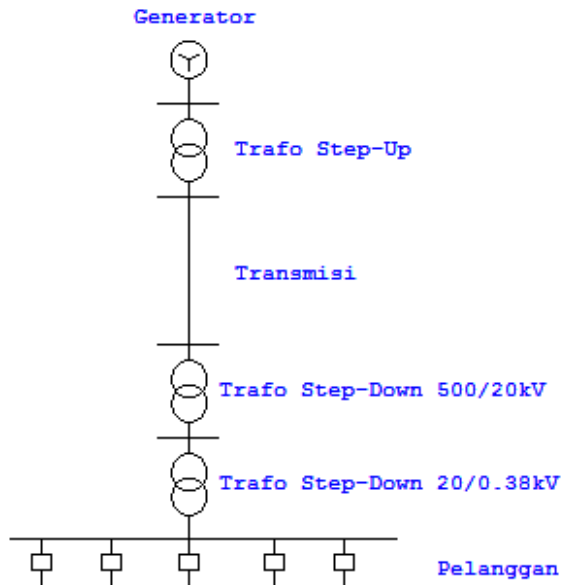 Generator
Trafo Step-Up
Transmisi
Trafo Step-Down 500/20kV
Trafo Step-Down 20/0.38kV
Pelanggan